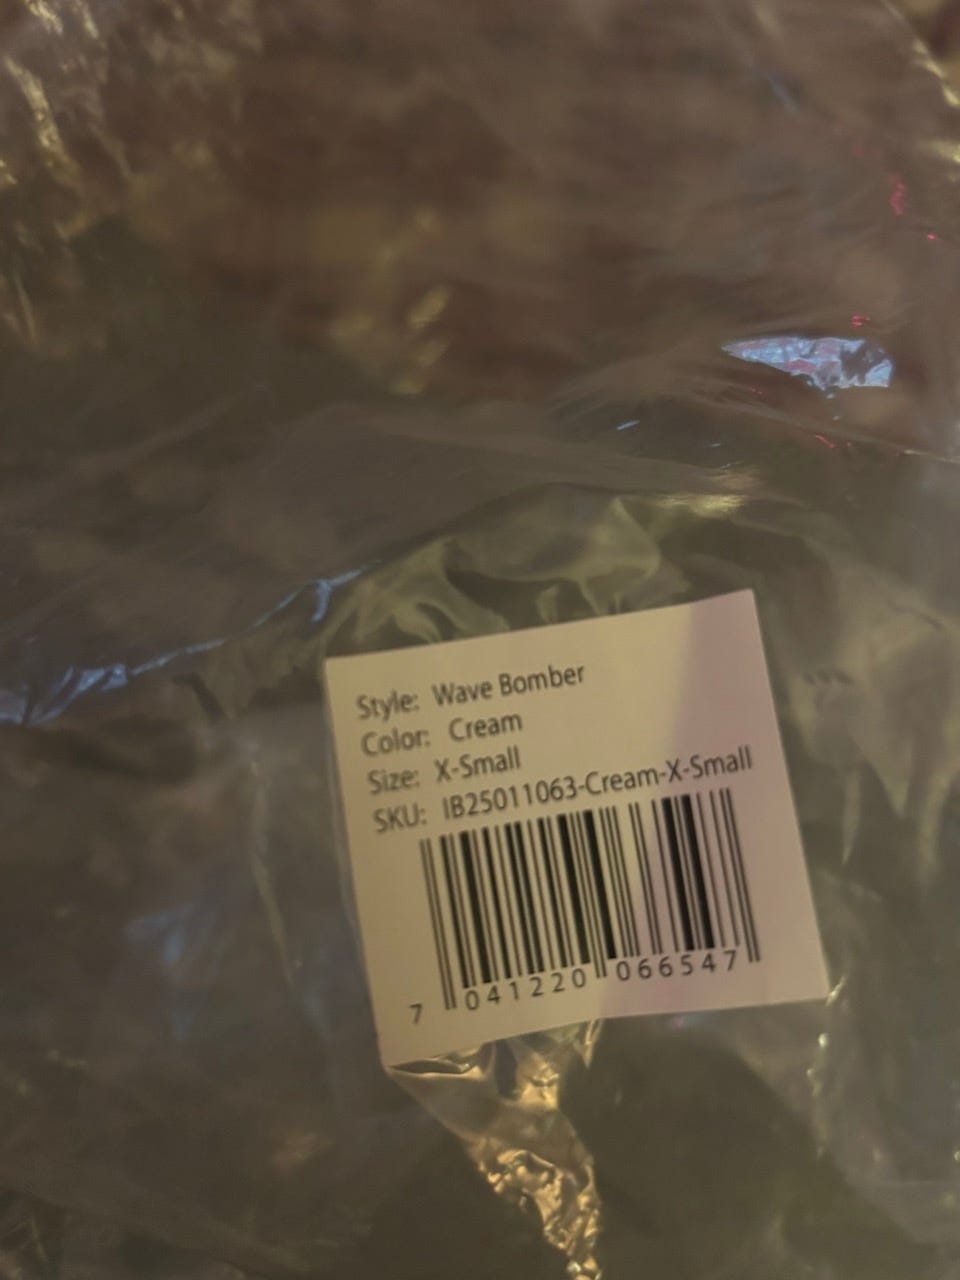 Style: Wave Bomber
Color: Cream
Size: X-Small
SKU: IB25011063-Cream-X-Small
7 041220 066547